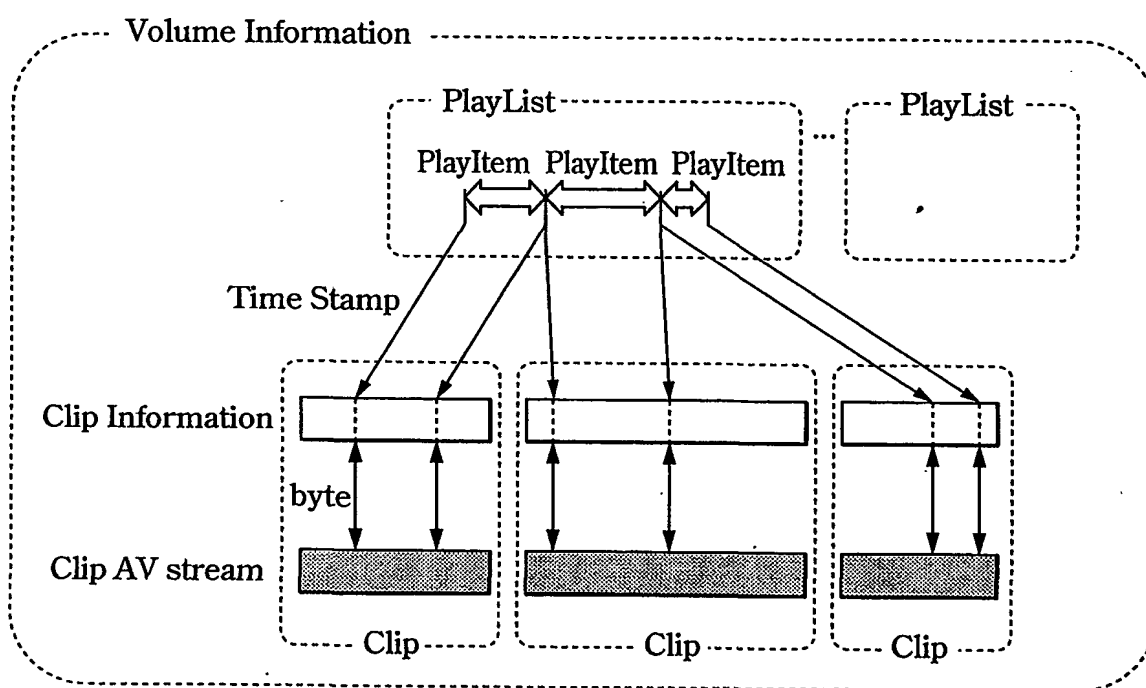 Volume Information
PlayList
... PlayList
PlayItem PlayItem PlayItem
Time Stamp
Clip Information
byte
Clip AV stream
Clip Clip Clip